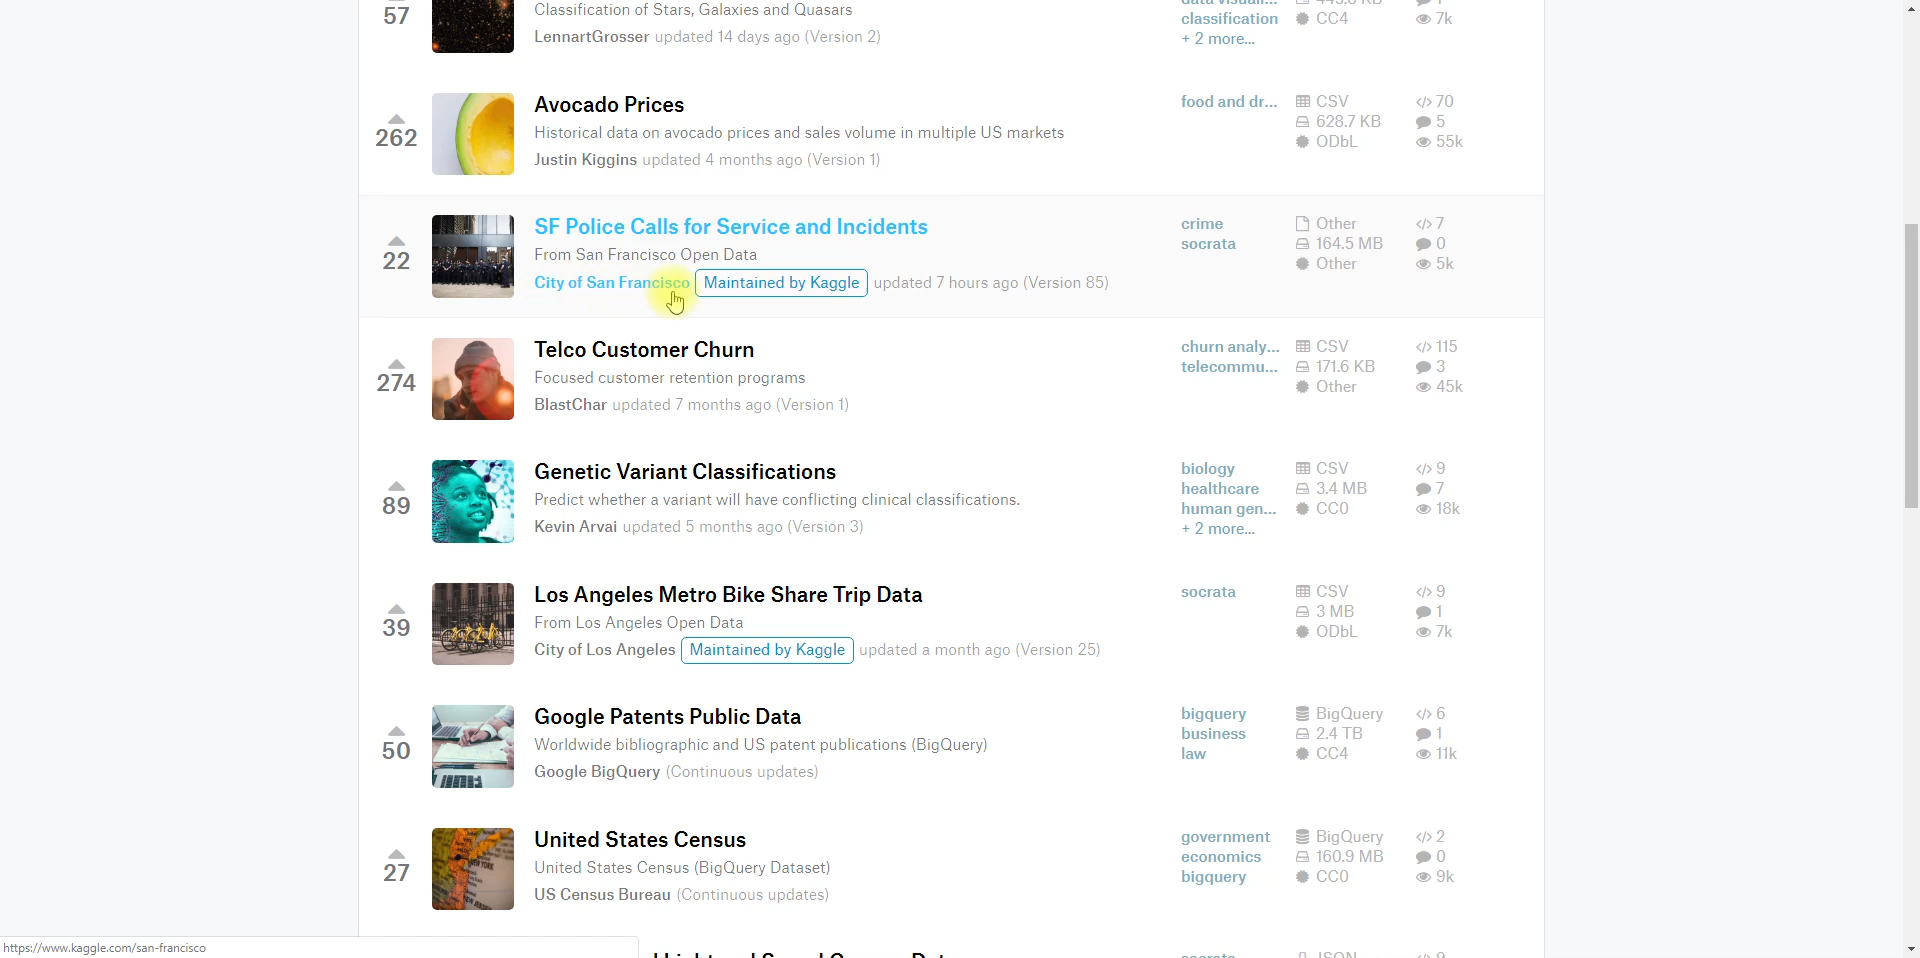 57
Classification of Stars, Galaxies and Quasars
LennartGrosser updated 14 days ago (Version 2)
classification
+ 2 more...
CC4
7k
262
Avocado Prices
Historical data on avocado prices and sales volume in multiple US markets
Justin Kiggins updated 4 months ago (Version 1)
food and dr...
CSV
628.7 KB
ODbL
</> 70
5
55k
22
SF Police Calls for Service and Incidents
From San Francisco Open Data
City of San Francisco Maintained by Kaggle updated 7 hours ago (Version 85)
crime
socrata
Other
164.5 MB
Other
</> 7
0
5k
274
Telco Customer Churn
Focused customer retention programs
BlastChar updated 7 months ago (Version 1)
churn analy...
telecommu...
CSV
171.6 KB
Other
</> 115
3
45k
89
Genetic Variant Classifications
Predict whether a variant will have conflicting clinical classifications.
Kevin Arvai updated 5 months ago (Version 3)
biology
healthcare
human gen...
+ 2 more...
CSV
3.4 MB
CC0
</> 9
7
18k
39
Los Angeles Metro Bike Share Trip Data
From Los Angeles Open Data
City of Los Angeles Maintained by Kaggle updated a month ago (Version 25)
socrata
CSV
3 MB
ODbL
</> 9
1
7k
50
Google Patents Public Data
Worldwide bibliographic and US patent publications (BigQuery)
Google BigQuery (Continuous updates)
bigquery
business
law
BigQuery
2.4 TB
CC4
</> 6
1
11k
27
United States Census
United States Census (BigQuery Dataset)
US Census Bureau (Continuous updates)
government
economics
bigquery
BigQuery
160.9 MB
CC0
</> 2
0
9k
https://www.kaggle.com/san-francisco